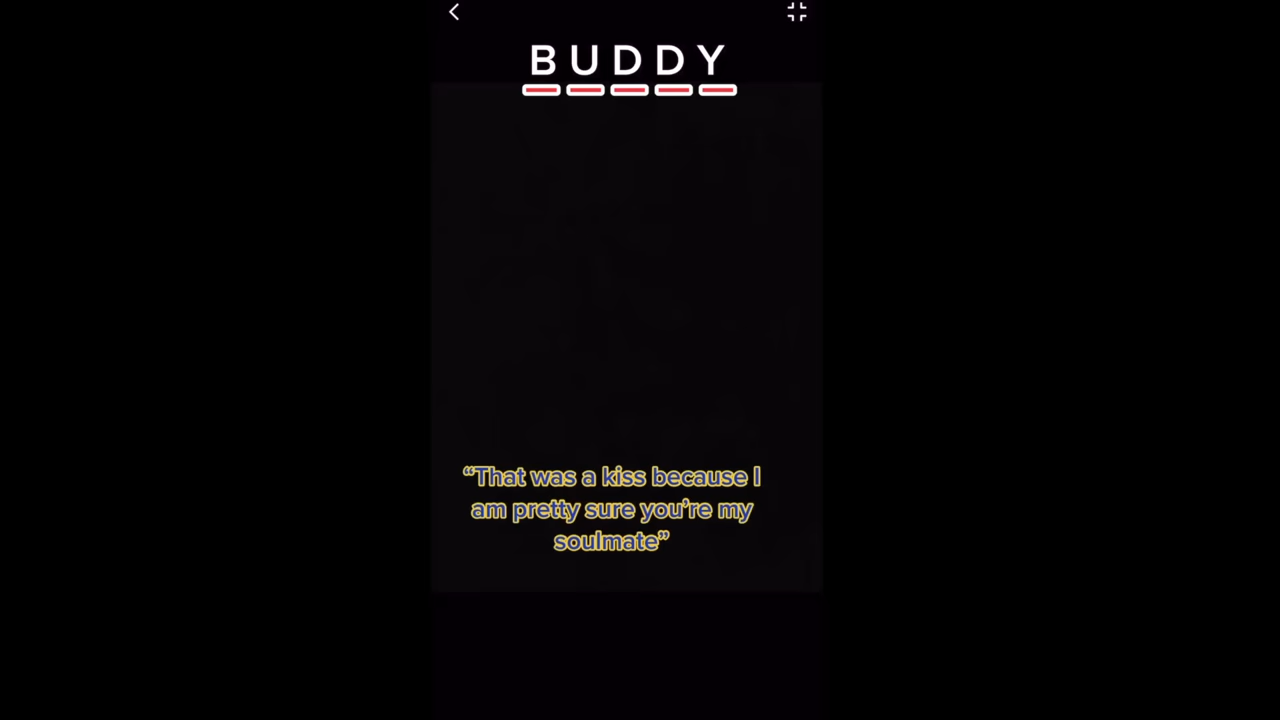 BUDDY
“That was a kiss because I
am pretty sure you’re my
soulmate”